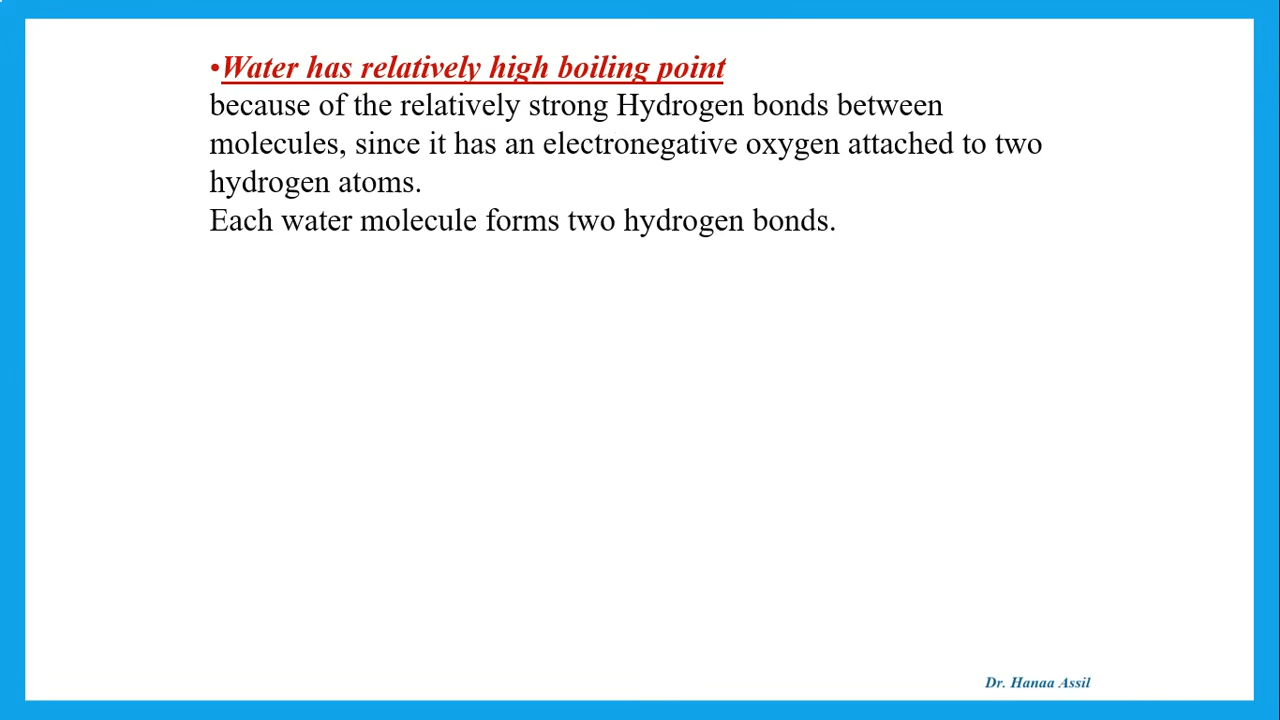 •Water has relatively high boiling point
because of the relatively strong Hydrogen bonds between
molecules, since it has an electronegative oxygen attached to two
hydrogen atoms.
Each water molecule forms two hydrogen bonds.
Dr. Hanaa Assil